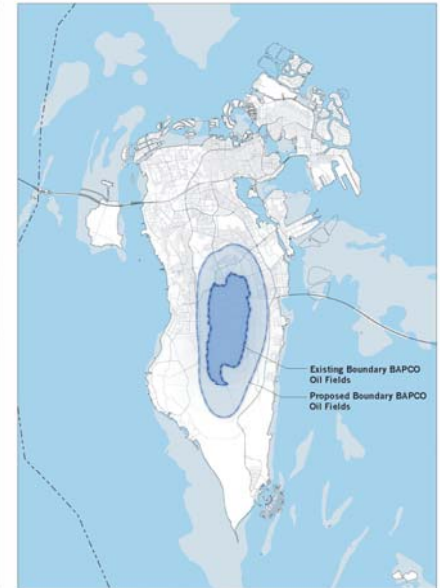 Existing Boundary BAPCO
Oil Fields
Proposed Boundary BAPCO
Oil Fields